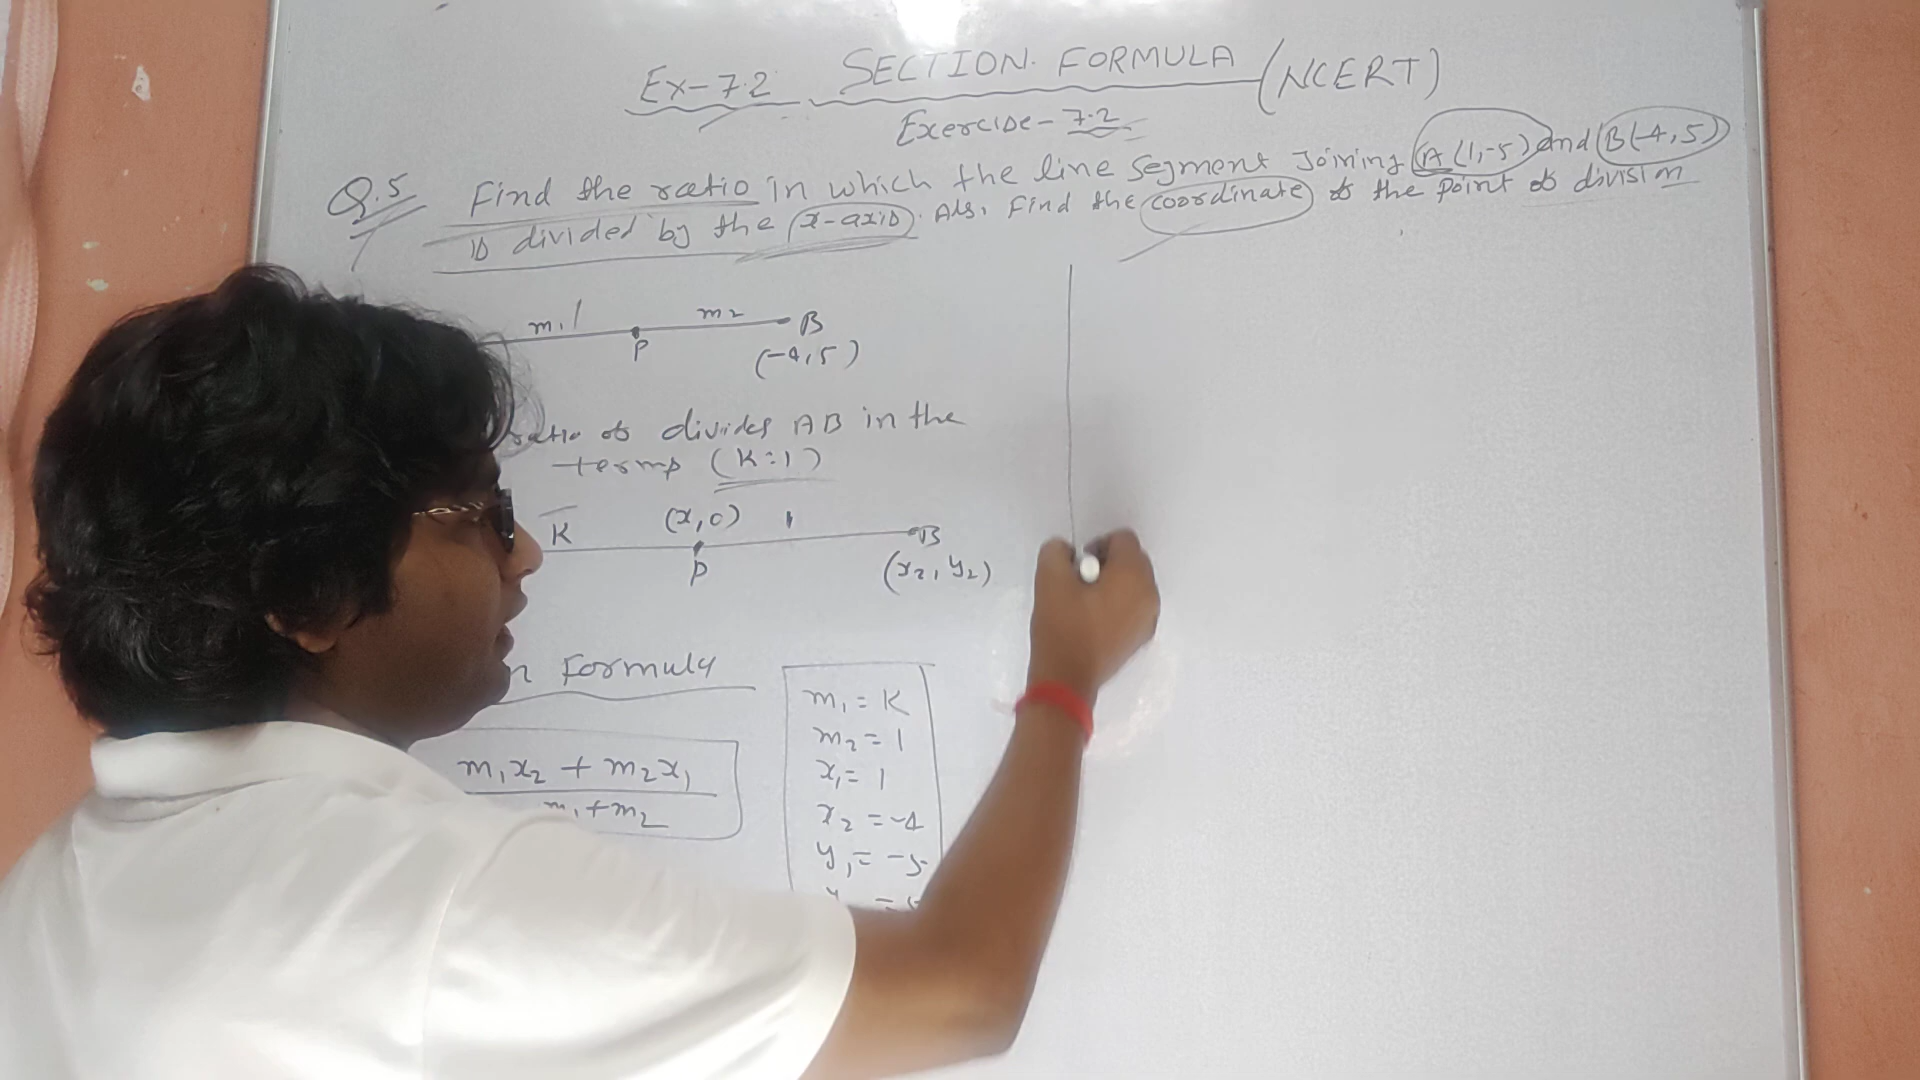 Ex-7.2 SECTION FORMULA (NCERT)
Exercise-7.2
Q.5 Find the ratio in which the line segment Joining A(1,-5) and B(-4,5)
is divided by the x-axis. Also Find the coordinate of the point of division
m₁ m₂ B
P
(-4,5)
ratio of divides AB in the
terms (K:1)
K (x,0) 1 B
P (x₂, y₂)
n Formula
m₁ = K
m₂ = 1
m₁x₂ + m₂x₁
x₁ = 1
m₁+m₂
x₂ = -4
y₁ = -5